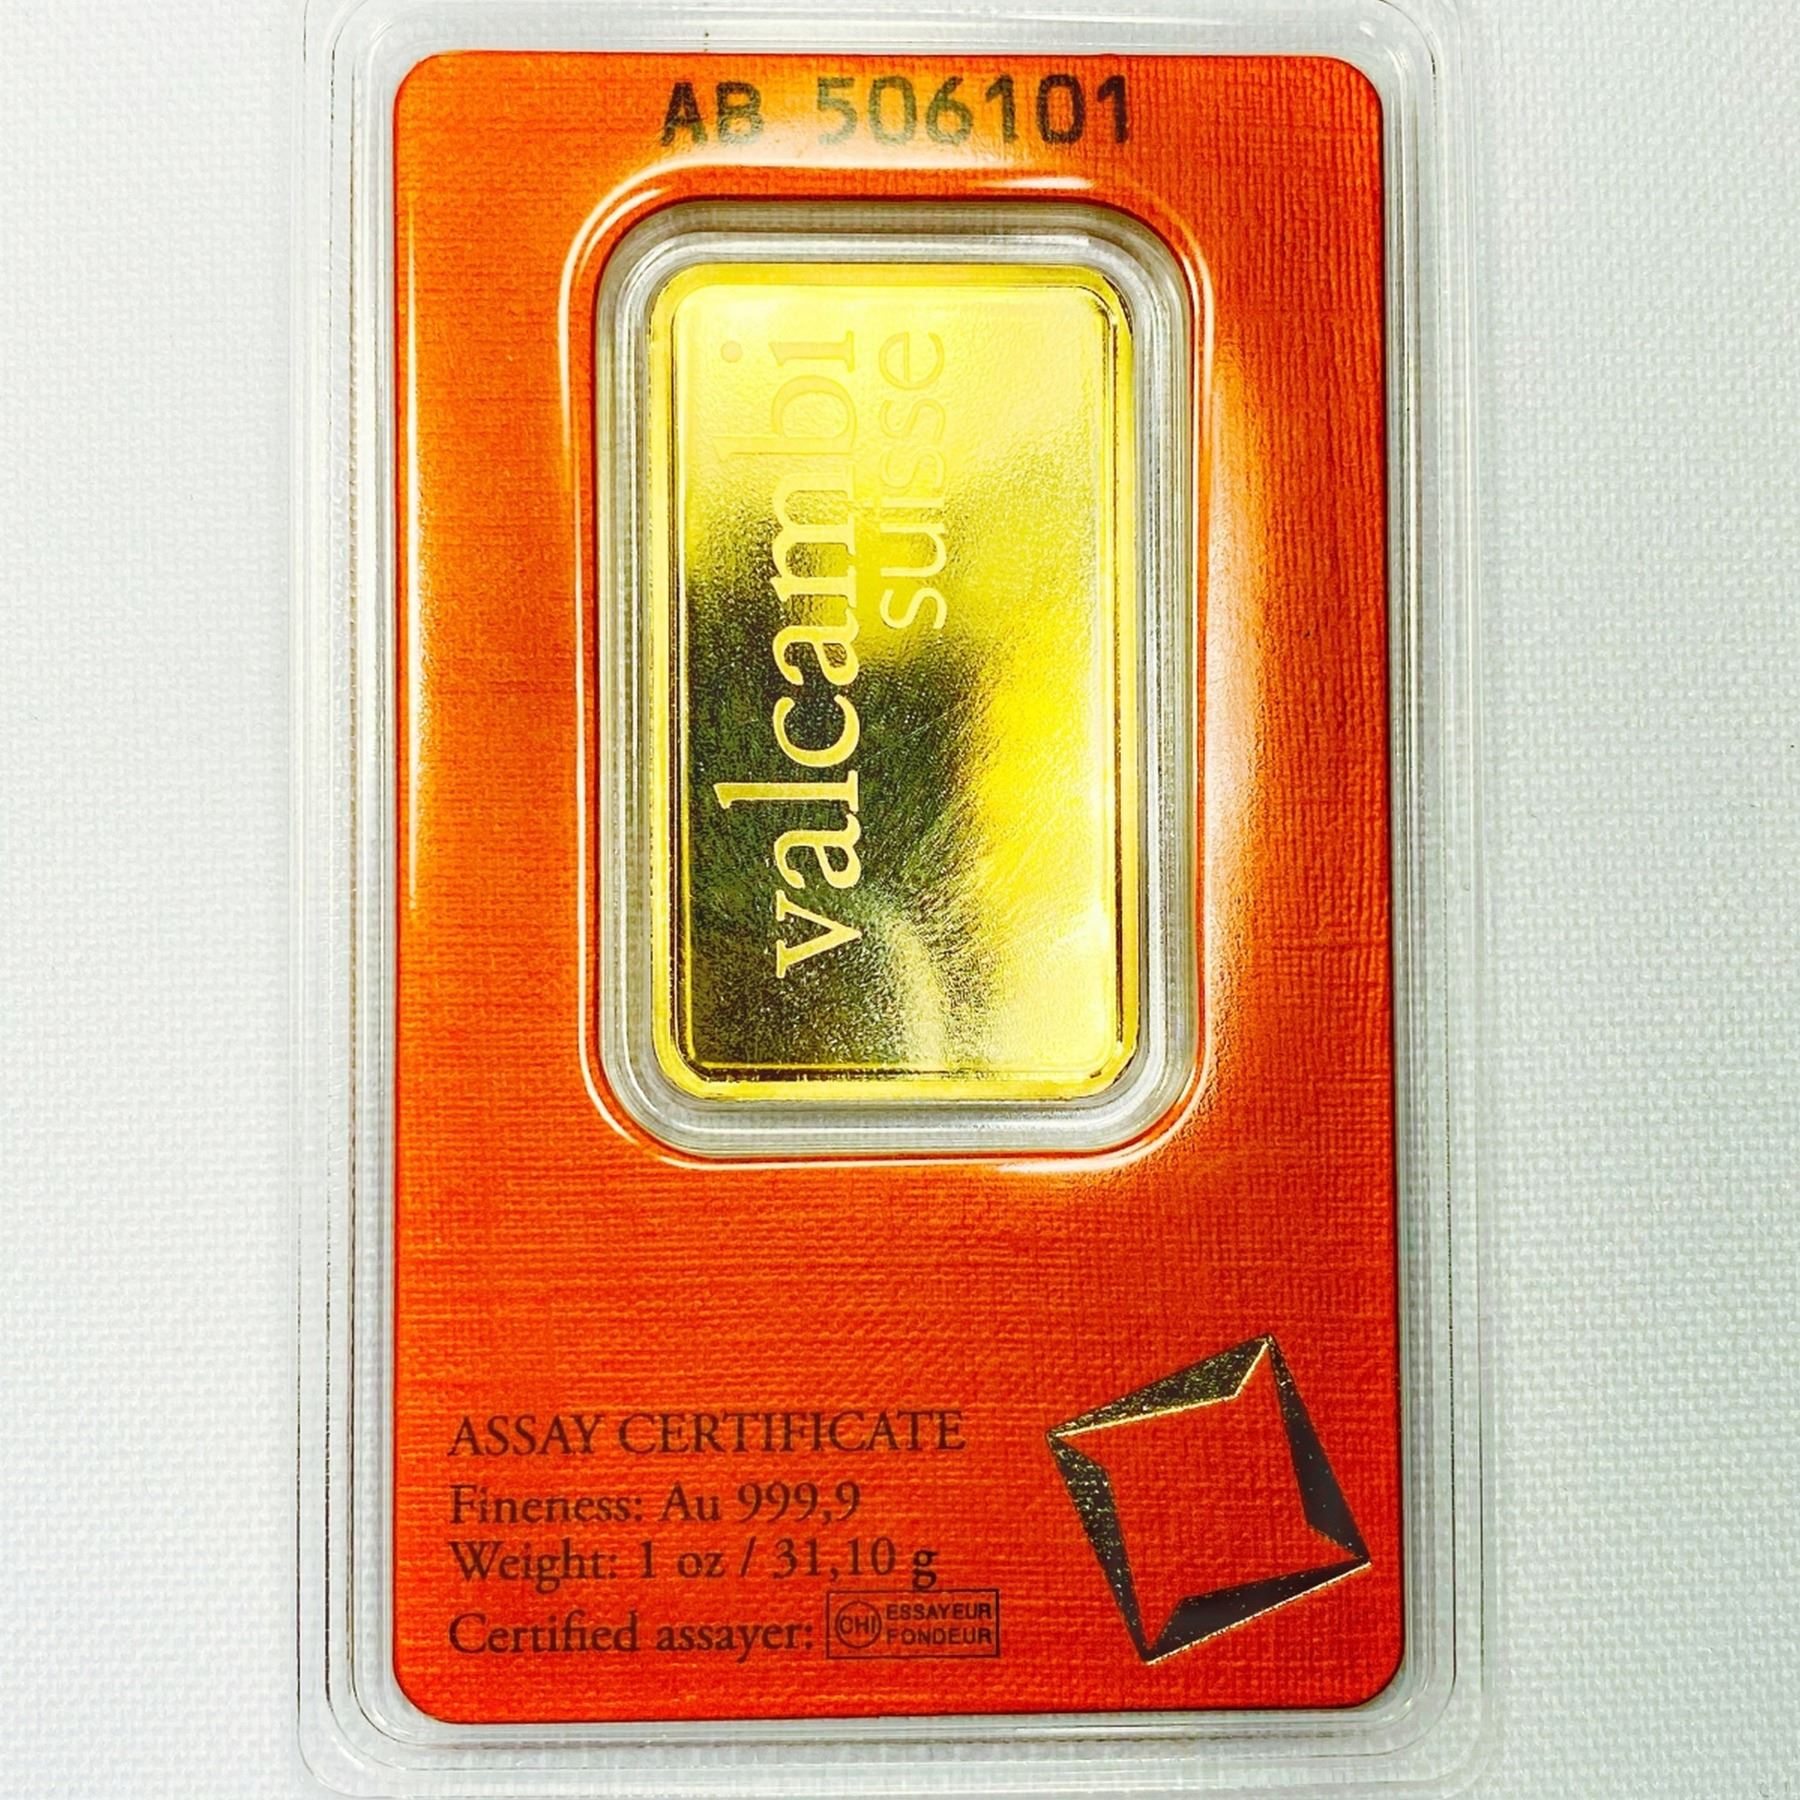 AB 506101
valcambi
suisse
ASSAY CERTIFICATE
Fineness: Au 999,9
Weight: 1 oz / 31,10 g
Certified assayer: CHI ESSAYEUR
FONDEUR